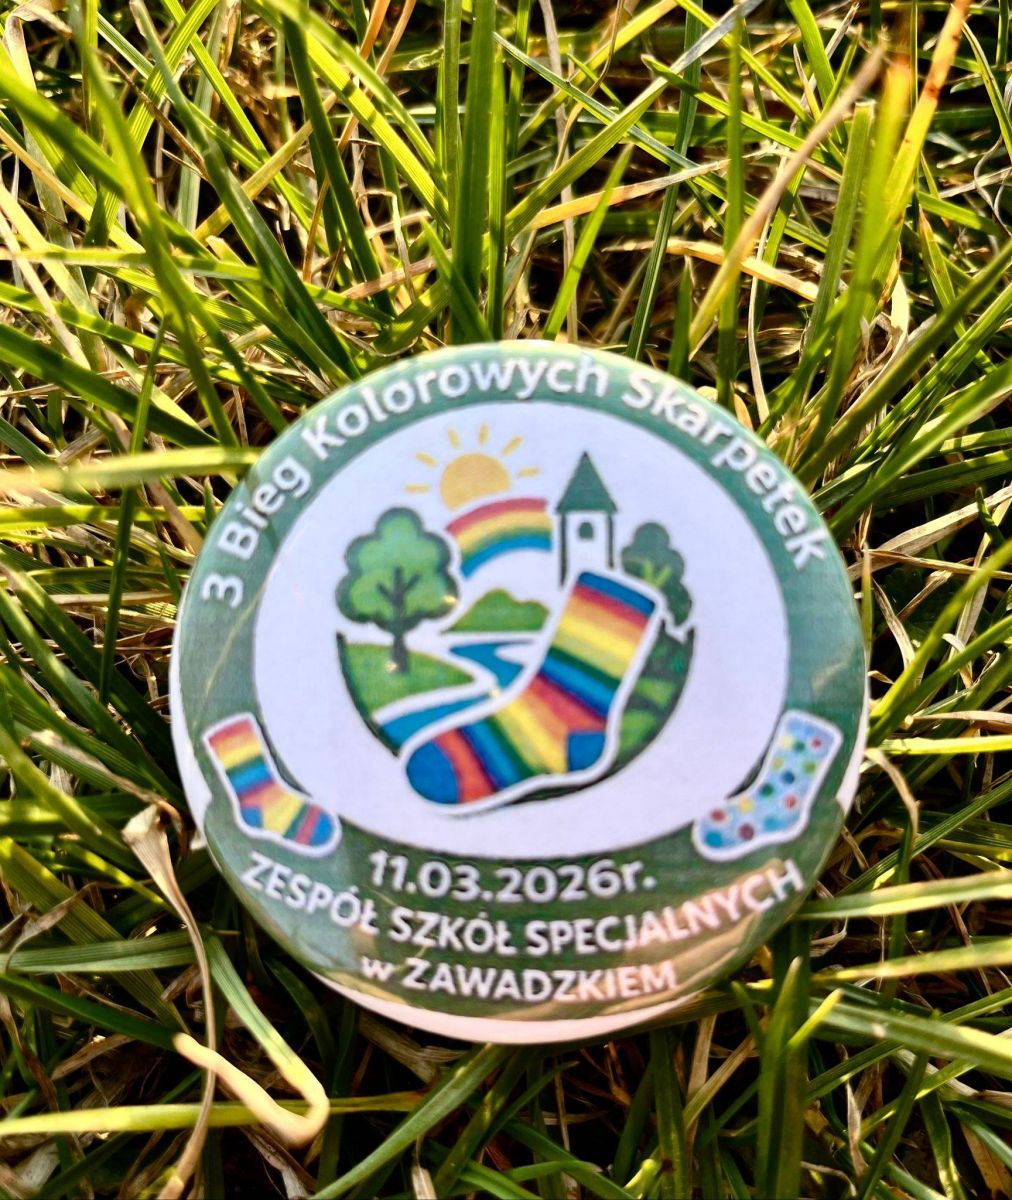 3 Bieg Kolorowych Skarpetek
11.03.2026r.
ZESPÓŁ SZKÓŁ SPECJALNYCH
w ZAWADZKIEM